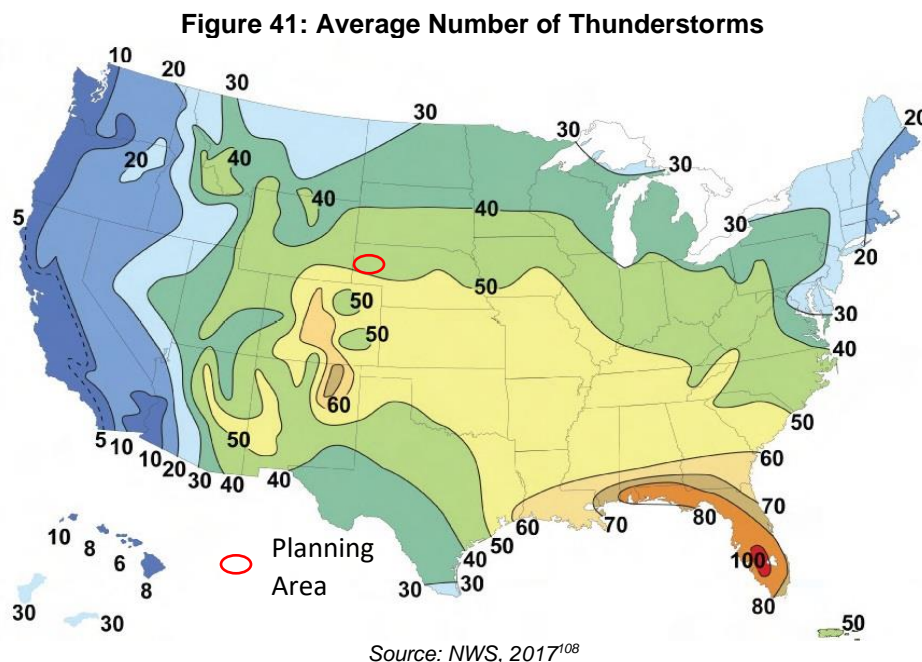 Figure 41: Average Number of Thunderstorms
10 20 30 30 30 20
20 40 30
5 40 40 30
20
50 50 30
50 40
60
50 50
5 10 10 20 30 40 40 60
60 70 80 70
10 8 50
6 40 100
8 30 30 80
30 30 50
Planning
Area
Source: NWS, 2017108